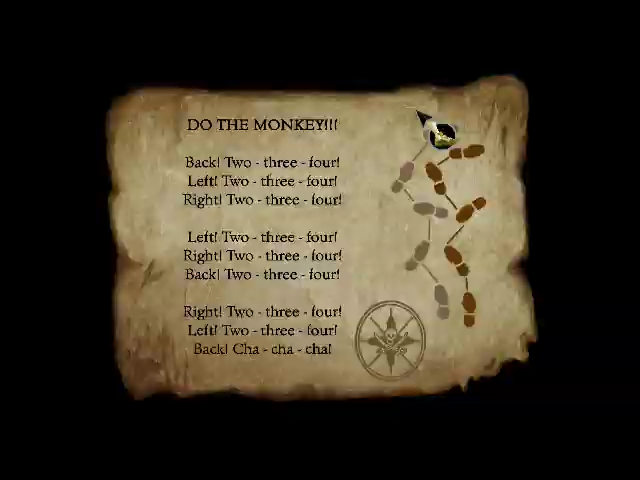 DO THE MONKEY!!!
Back! Two - three - four!
Left! Two - three - four!
Right! Two - three - four!
Left! Two - three - four!
Right! Two - three - four!
Back! Two - three - four!
Right! Two - three - four!
Left! Two - three - four!
Back! Cha - cha - cha!